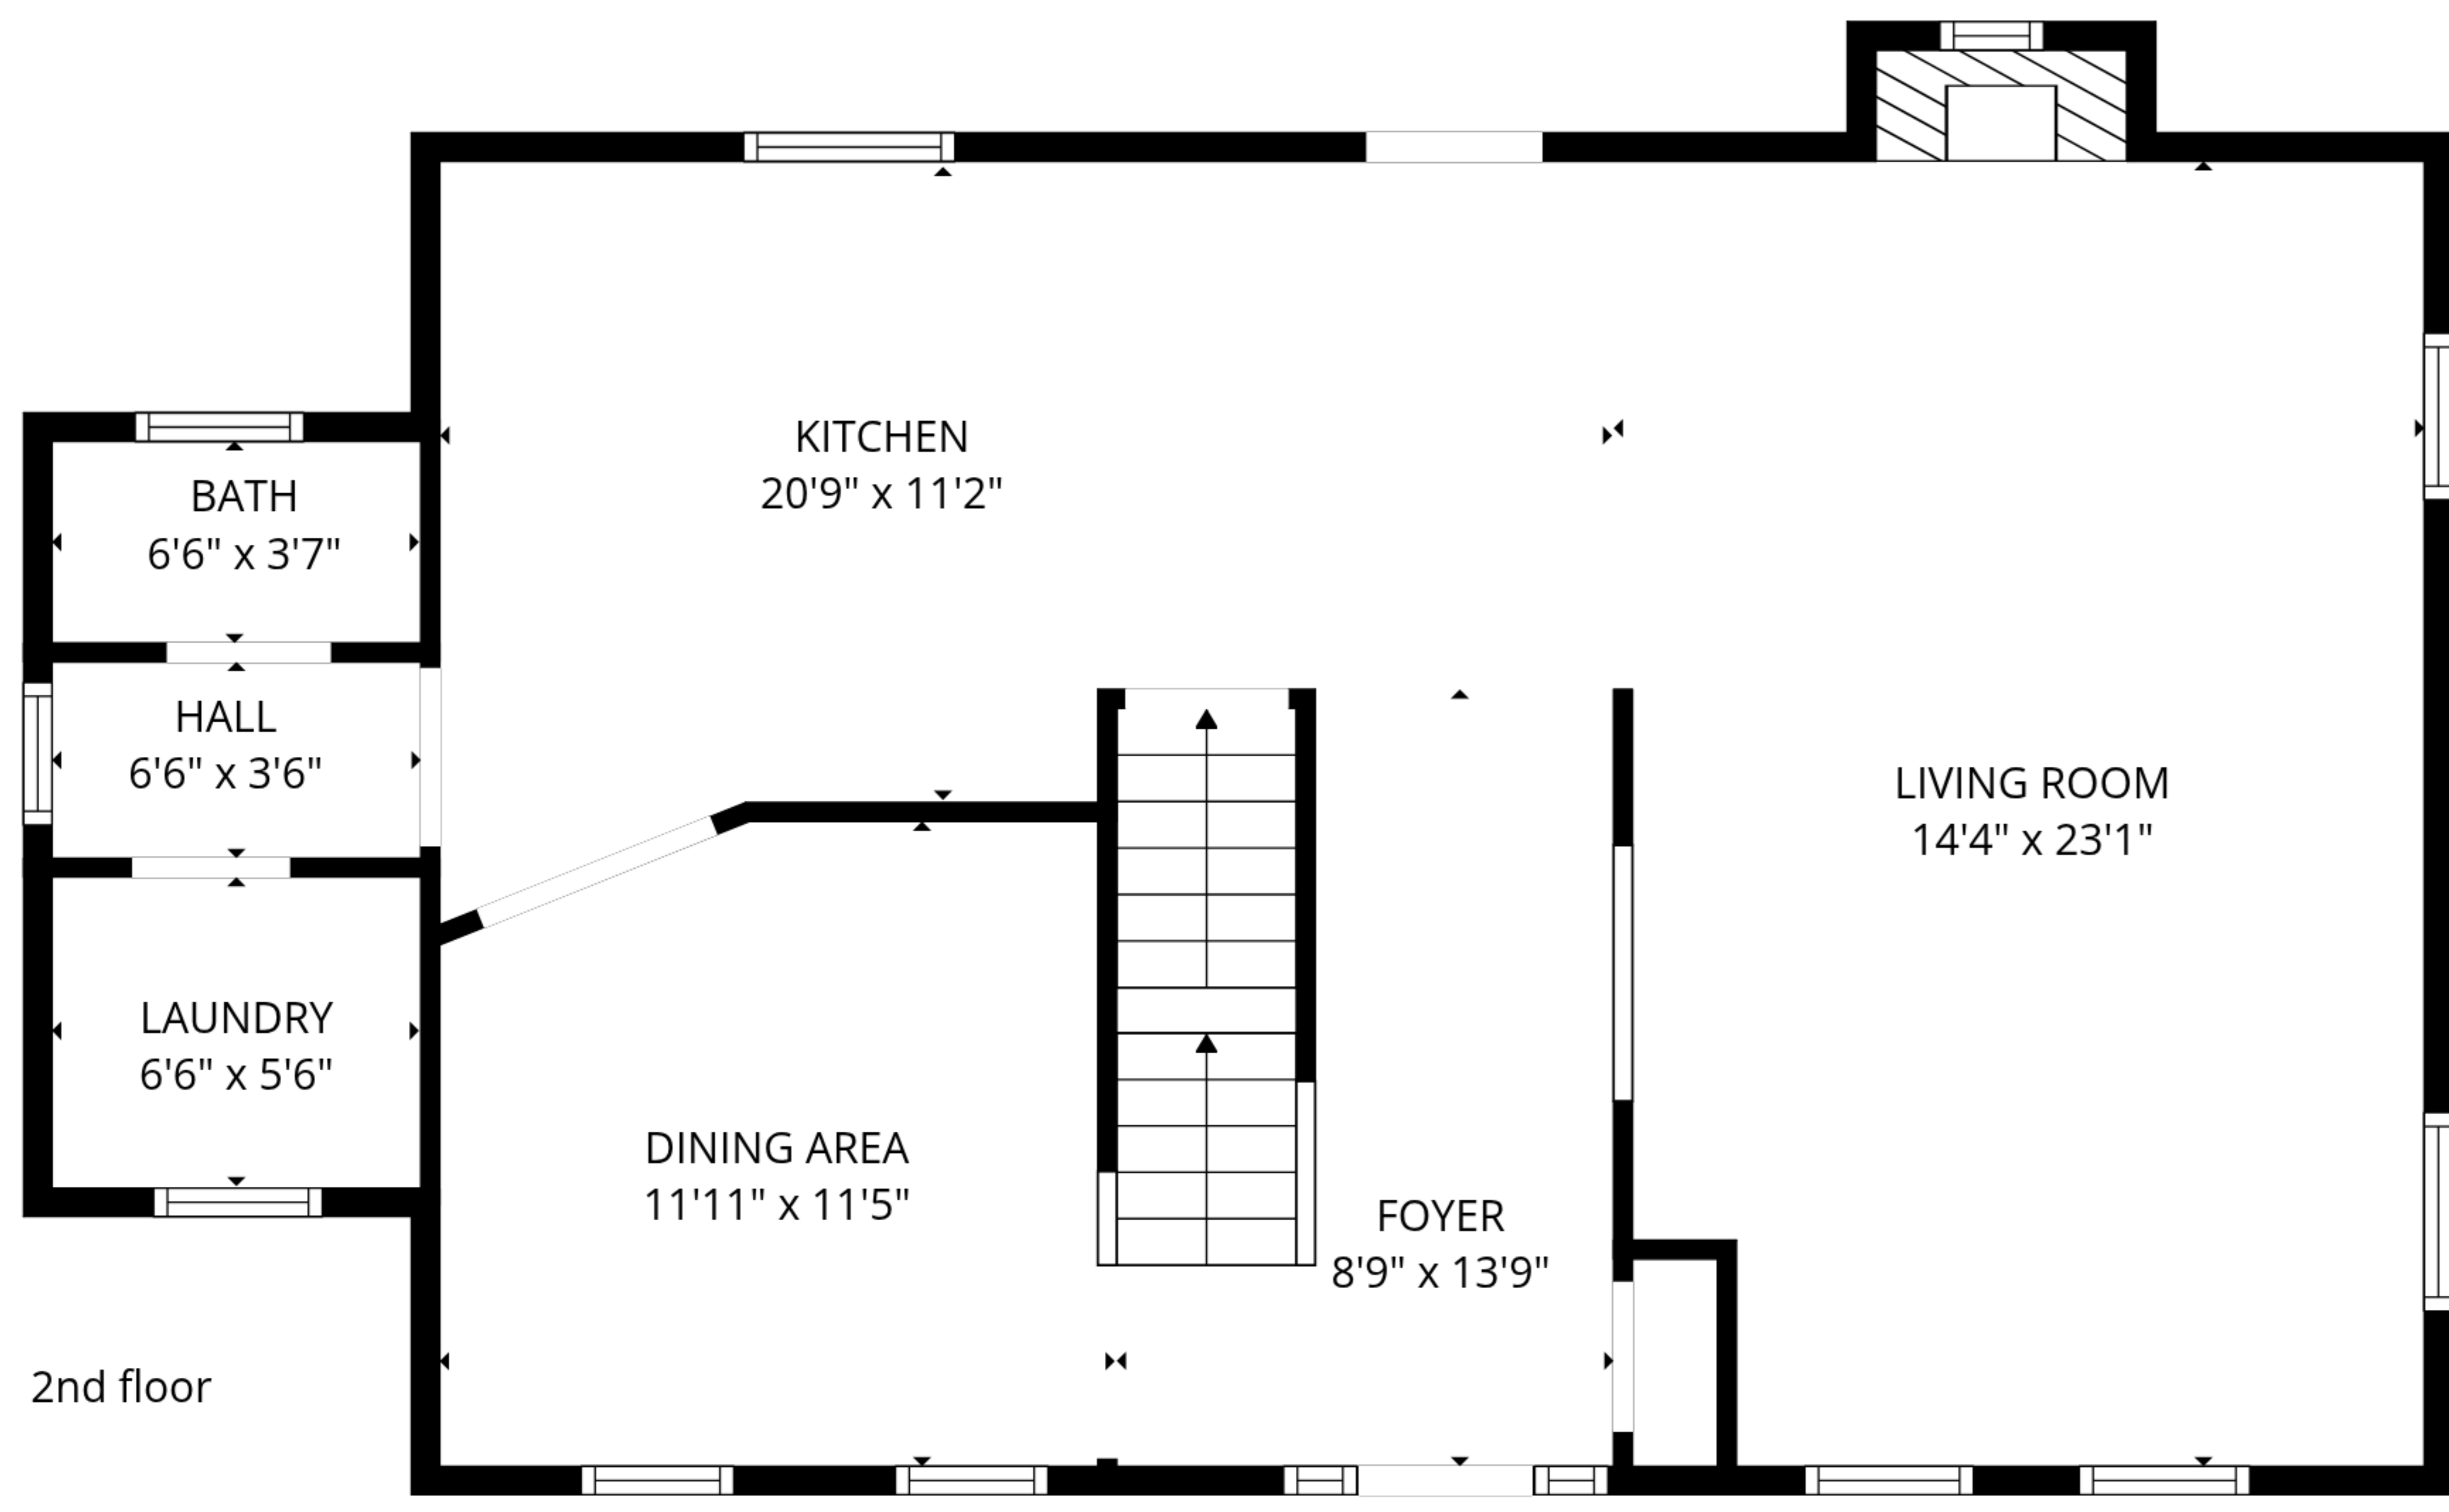 KITCHEN
20'9" x 11'2"
BATH
6'6" x 3'7"
HALL
6'6" x 3'6"
LIVING ROOM
14'4" x 23'1"
LAUNDRY
6'6" x 5'6"
DINING AREA
11'11" x 11'5"
FOYER
8'9" x 13'9"
2nd floor